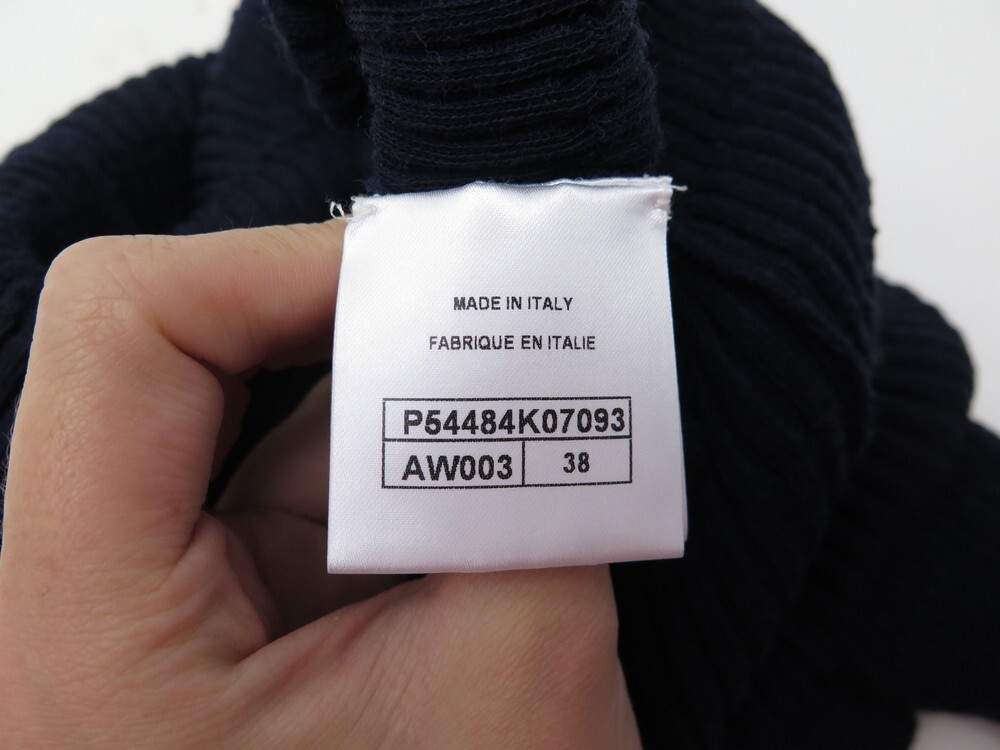 MADE IN ITALY
FABRIQUE EN ITALIE
P54484K07093
AW003 38